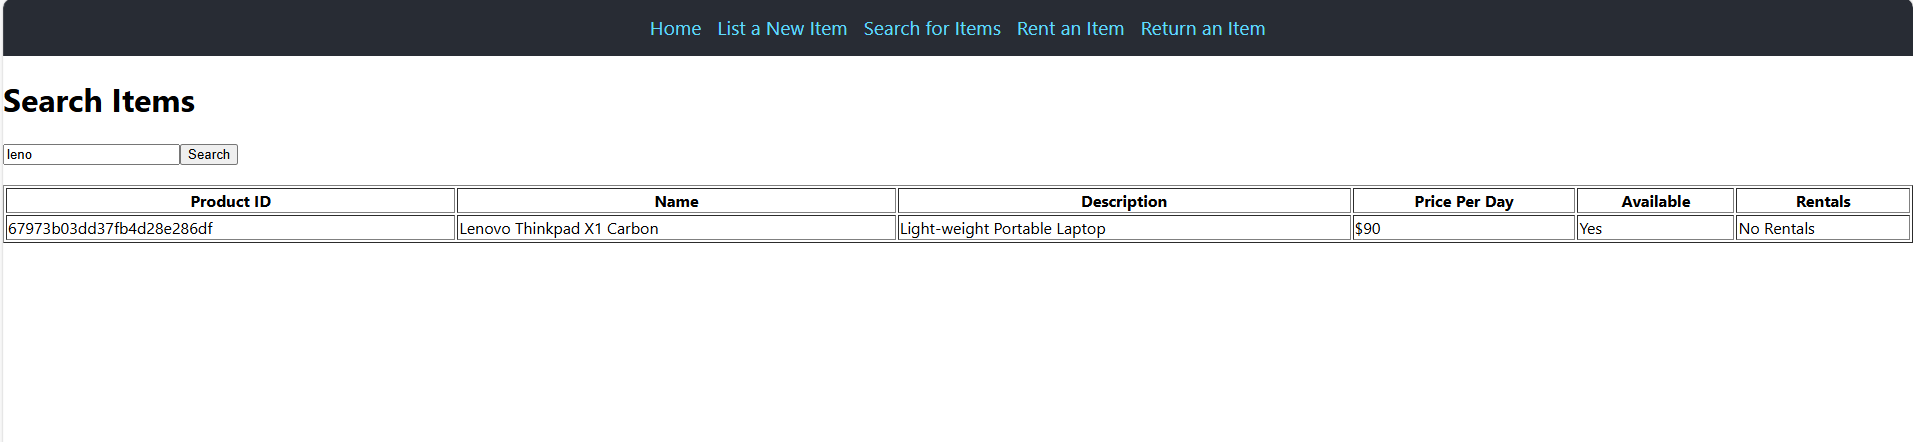 Home List a New Item Search for Items Rent an Item Return an Item
Search Items
leno Search
Product ID Name Description Price Per Day Available Rentals
67973b03dd37fb4d28e286df Lenovo Thinkpad X1 Carbon Light-weight Portable Laptop $90 Yes No Rentals